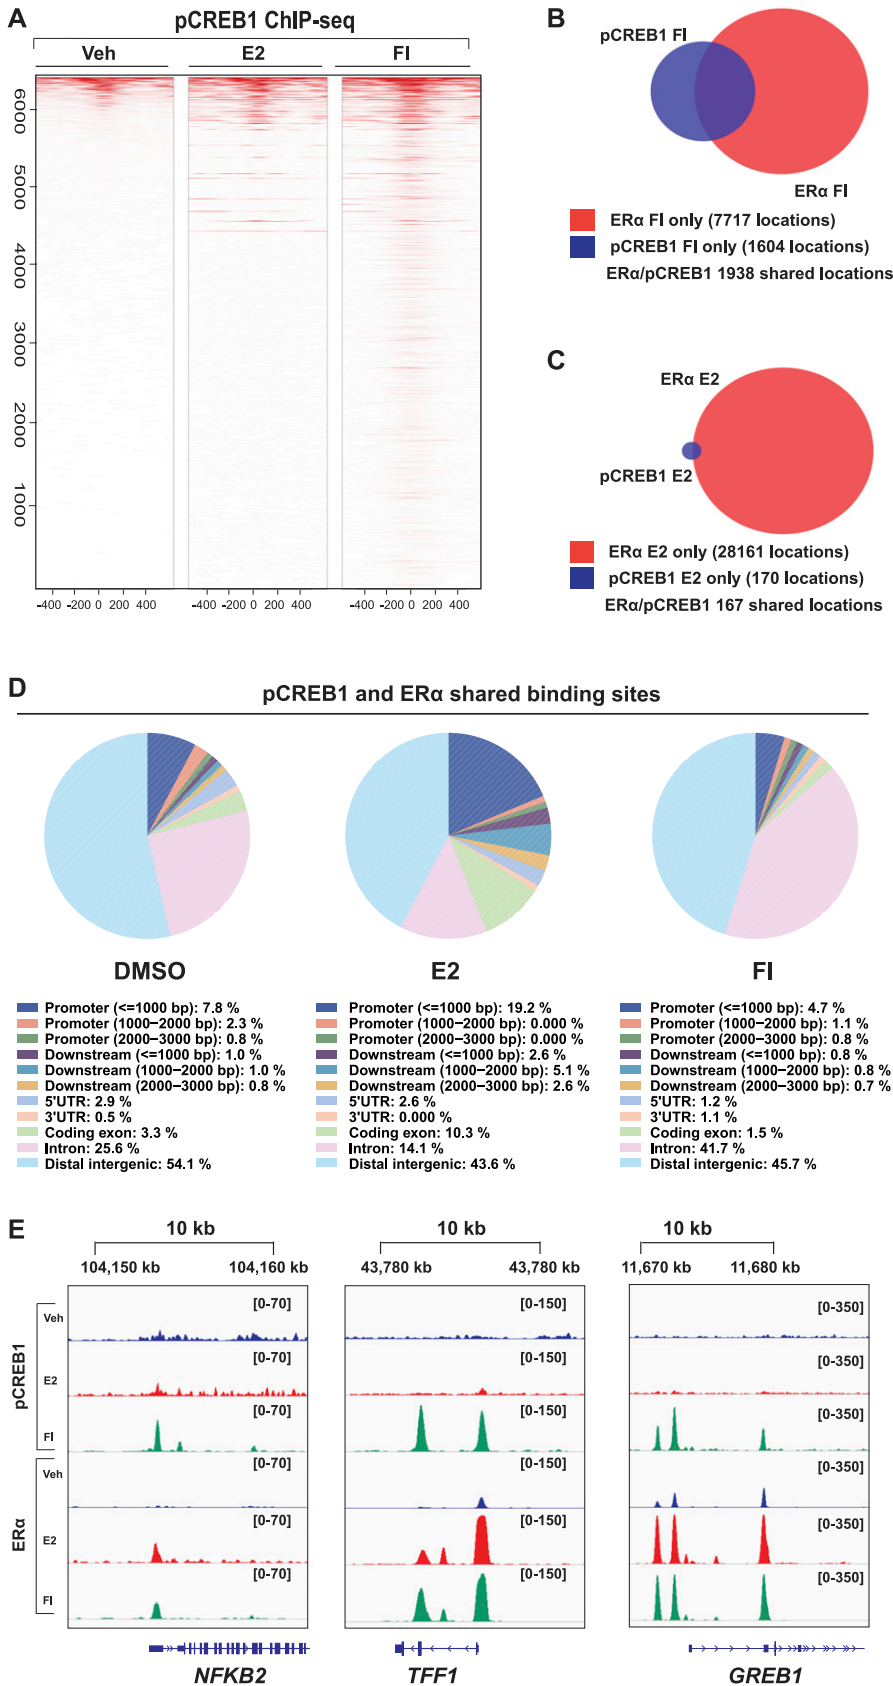 A
pCREB1 ChIP-seq
Veh E2 FI
6000
5000
4000
3000
2000
1000
−400 −200 0 200 400 −400 −200 0 200 400 −400 −200 0 200 400
B
pCREB1 FI
ERα FI
ERα FI only (7717 locations)
pCREB1 FI only (1604 locations)
ERα/pCREB1 1938 shared locations
C
ERα E2
pCREB1 E2
ERα E2 only (28161 locations)
pCREB1 E2 only (170 locations)
ERα/pCREB1 167 shared locations
D
pCREB1 and ERα shared binding sites
DMSO
Promoter (<=1000 bp): 7.8 %
Promoter (1000−2000 bp): 2.3 %
Promoter (2000−3000 bp): 0.8 %
Downstream (<=1000 bp): 1.0 %
Downstream (1000−2000 bp): 1.0 %
Downstream (2000−3000 bp): 0.8 %
5'UTR: 2.9 %
3'UTR: 0.5 %
Coding exon: 3.3 %
Intron: 25.6 %
Distal intergenic: 54.1 %
E2
Promoter (<=1000 bp): 19.2 %
Promoter (1000−2000 bp): 0.000 %
Promoter (2000−3000 bp): 0.000 %
Downstream (<=1000 bp): 2.6 %
Downstream (1000−2000 bp): 5.1 %
Downstream (2000−3000 bp): 2.6 %
5'UTR: 2.6 %
3'UTR: 0.000 %
Coding exon: 10.3 %
Intron: 14.1 %
Distal intergenic: 43.6 %
FI
Promoter (<=1000 bp): 4.7 %
Promoter (1000−2000 bp): 1.1 %
Promoter (2000−3000 bp): 0.8 %
Downstream (<=1000 bp): 0.8 %
Downstream (1000−2000 bp): 0.8 %
Downstream (2000−3000 bp): 0.7 %
5'UTR: 1.2 %
3'UTR: 1.1 %
Coding exon: 1.5 %
Intron: 41.7 %
Distal intergenic: 45.7 %
E
10 kb 10 kb 10 kb
104,150 kb 104,160 kb 43,780 kb 43,780 kb 11,670 kb 11,680 kb
pCREB1
Veh [0-70] [0-150] [0-350]
E2 [0-70] [0-150] [0-350]
FI [0-70] [0-150] [0-350]
ERα
Veh [0-70] [0-150] [0-350]
E2 [0-70] [0-150] [0-350]
FI [0-70] [0-150] [0-350]
NFKB2 TFF1 GREB1